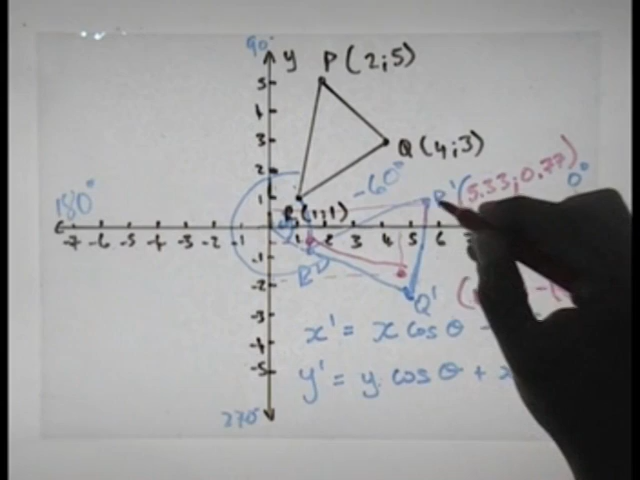 90°
y P (2;5)
5
4
3 Q (4;3)
2
180° -60° P' (5.33;0.77) 0°
1 R (1;1)
-7 -6 -5 -4 -3 -2 -1 1 2 3 4 5 6
-1
R'
-2
Q' (
-3
x' = x cos θ -
-4
-5 y' = y cos θ +
270°